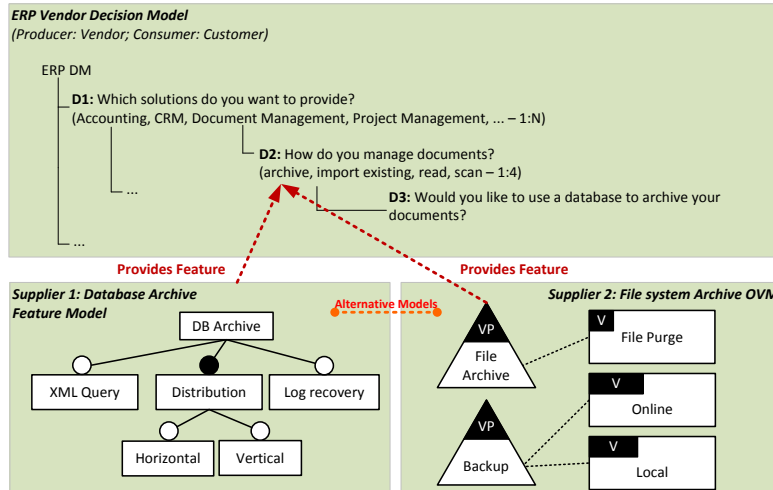 ERP Vendor Decision Model
(Producer: Vendor; Consumer: Customer)
ERP DM
D1: Which solutions do you want to provide?
(Accounting, CRM, Document Management, Project Management, ... – 1:N)
D2: How do you manage documents?
(archive, import existing, read, scan – 1:4)
...
D3: Would you like to use a database to archive your
documents?
...
Provides Feature
Provides Feature
Supplier 1: Database Archive
Feature Model
Alternative Models
Supplier 2: File system Archive OVM
DB Archive
XML Query
Distribution
Log recovery
Horizontal
Vertical
VP
File
Archive
V
File Purge
V
Online
VP
Backup
V
Local